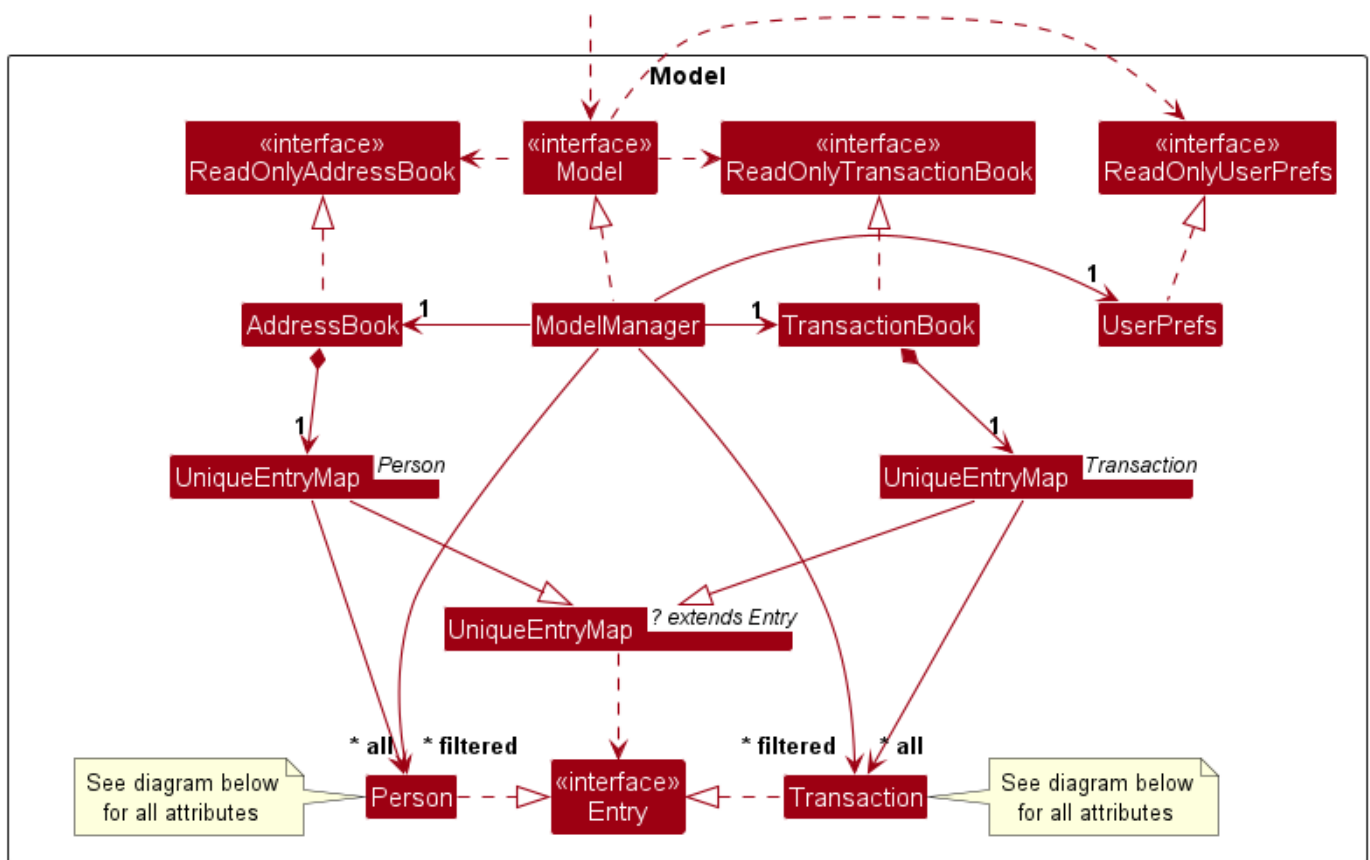 Model
«interface»
ReadOnlyAddressBook
«interface»
Model
«interface»
ReadOnlyTransactionBook
«interface»
ReadOnlyUserPrefs
1
AddressBook
1
ModelManager
1
TransactionBook
UserPrefs
1
1
UniqueEntryMap
Person
UniqueEntryMap
Transaction
UniqueEntryMap
? extends Entry
* all
* filtered
* filtered
* all
See diagram below
for all attributes
Person
«interface»
Entry
Transaction
See diagram below
for all attributes